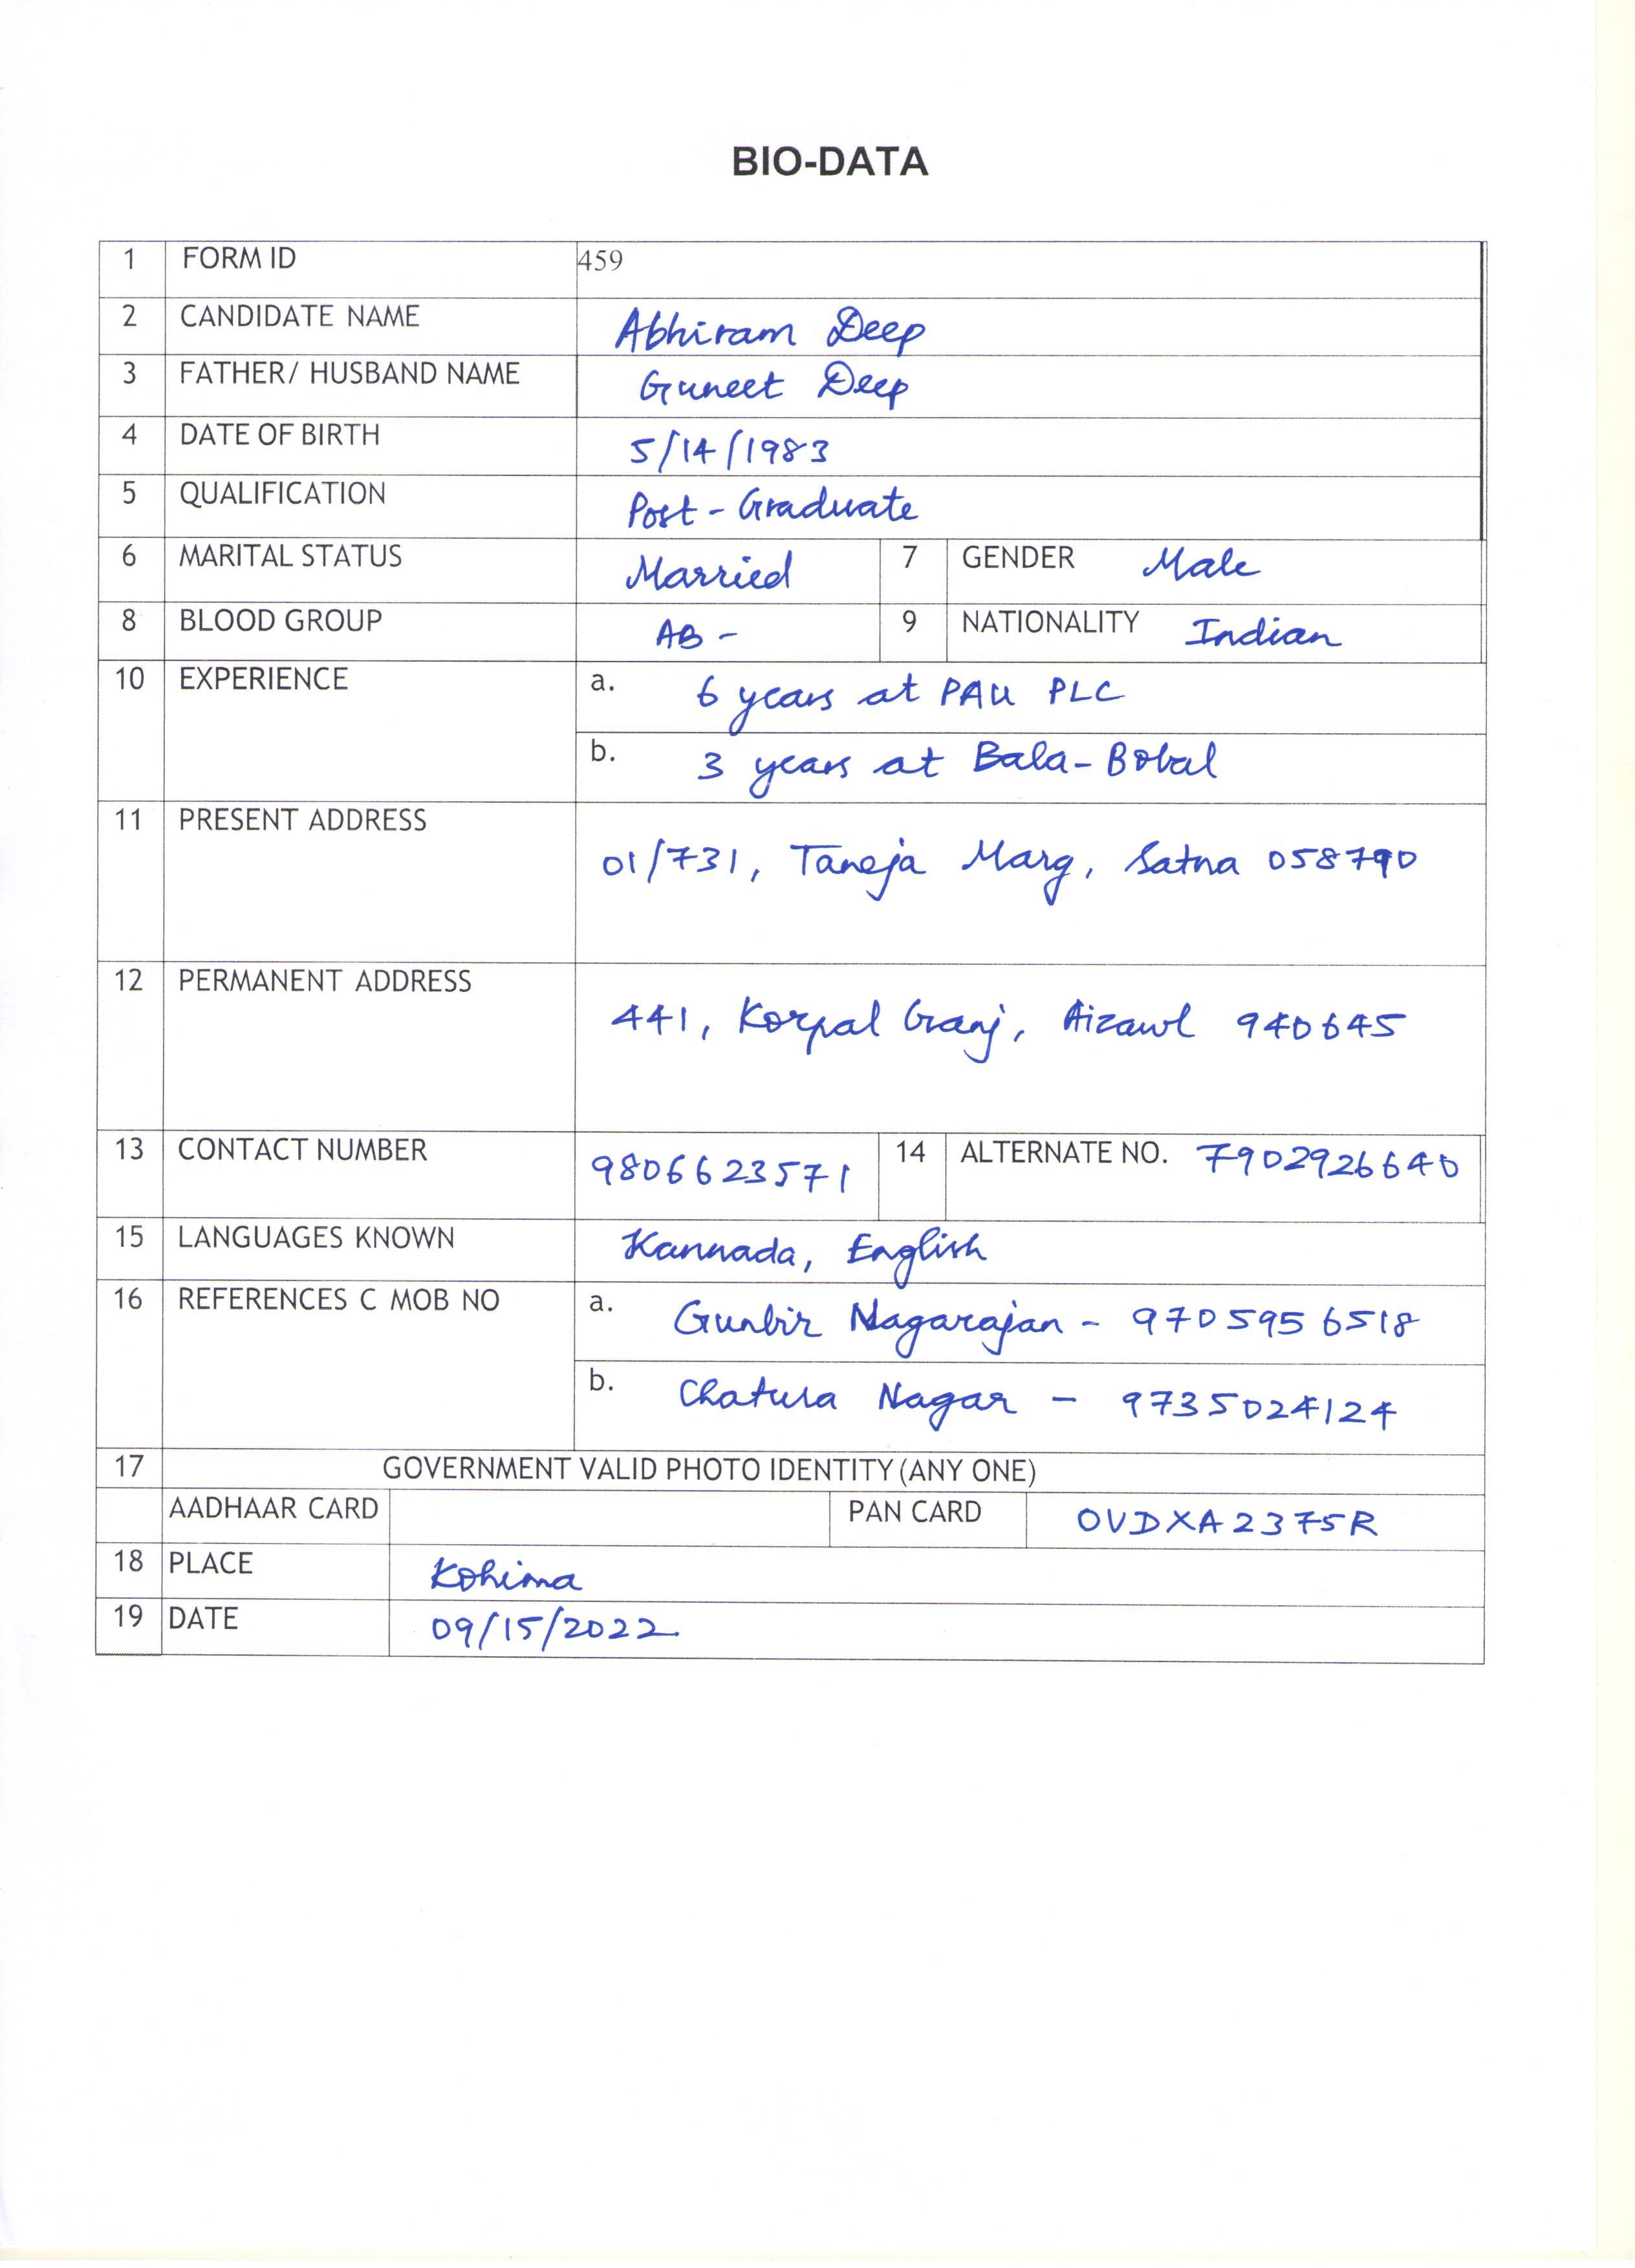 BIO-DATA
1 FORM ID 459
2 CANDIDATE NAME Abhiram Deep
3 FATHER/ HUSBAND NAME Guneet Deep
4 DATE OF BIRTH 5/14/1983
5 QUALIFICATION Post-Graduate
6 MARITAL STATUS Married 7 GENDER Male
8 BLOOD GROUP AB - 9 NATIONALITY Indian
10 EXPERIENCE a. 6 years at PAU PLC
b. 3 years at Bala-Bobal
11 PRESENT ADDRESS
01/731, Taneja Marg, Satna 058790
12 PERMANENT ADDRESS
441, Korpal Ganj, Aizawl 940645
13 CONTACT NUMBER 9806623571 14 ALTERNATE NO. 7902926640
15 LANGUAGES KNOWN Kannada, English
16 REFERENCES C MOB NO a. Gunbir Nagarajan - 9705956518
b. Chatura Nagar - 9735024124
17 GOVERNMENT VALID PHOTO IDENTITY (ANY ONE)
AADHAAR CARD PAN CARD OVDXA2375R
18 PLACE Kohima
19 DATE 09/15/2022